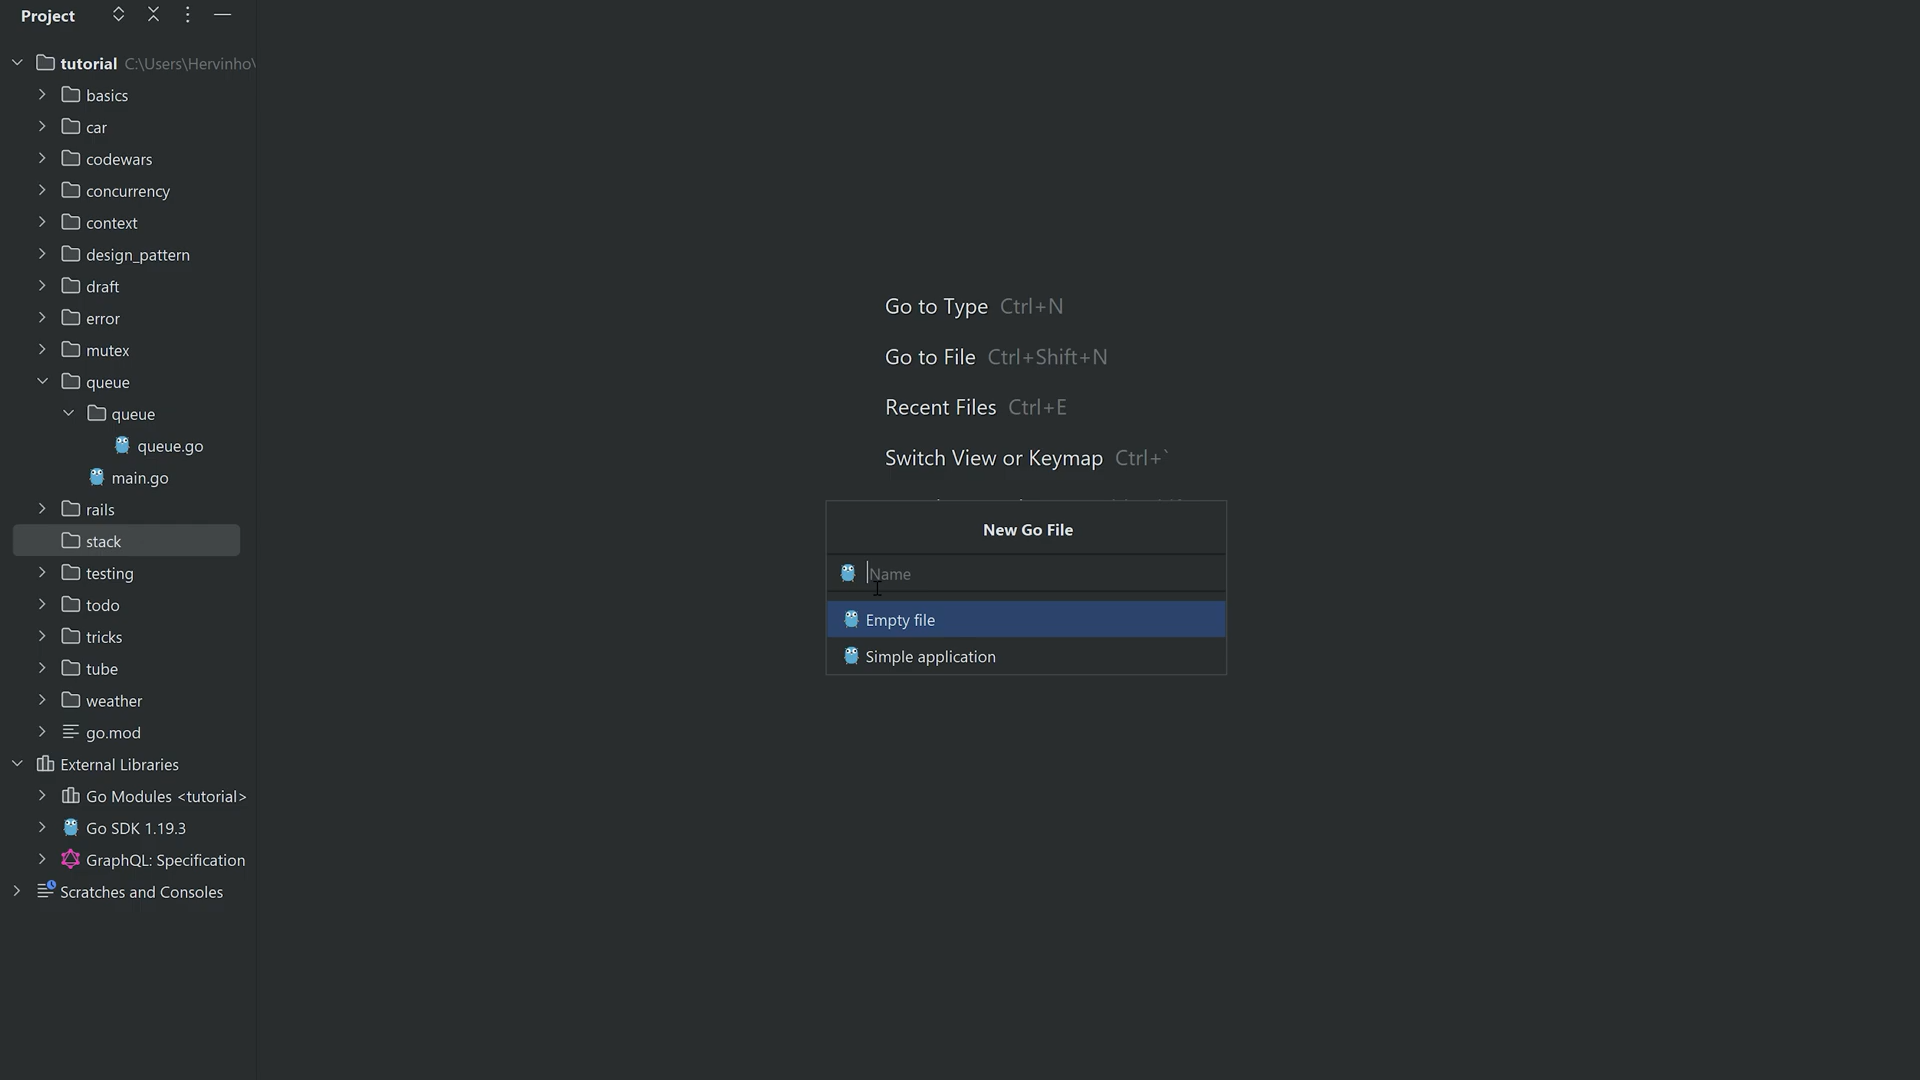 Project
tutorial C:\Users\Hervinho\
basics
car
codewars
concurrency
context
design_pattern
draft
error
mutex
queue
queue
queue.go
main.go
rails
stack
testing
todo
tricks
tube
weather
go.mod
External Libraries
Go Modules <tutorial>
Go SDK 1.19.3
GraphQL: Specification
Scratches and Consoles
Go to Type Ctrl+N
Go to File Ctrl+Shift+N
Recent Files Ctrl+E
Switch View or Keymap Ctrl+`
New Go File
Name
Empty file
Simple application